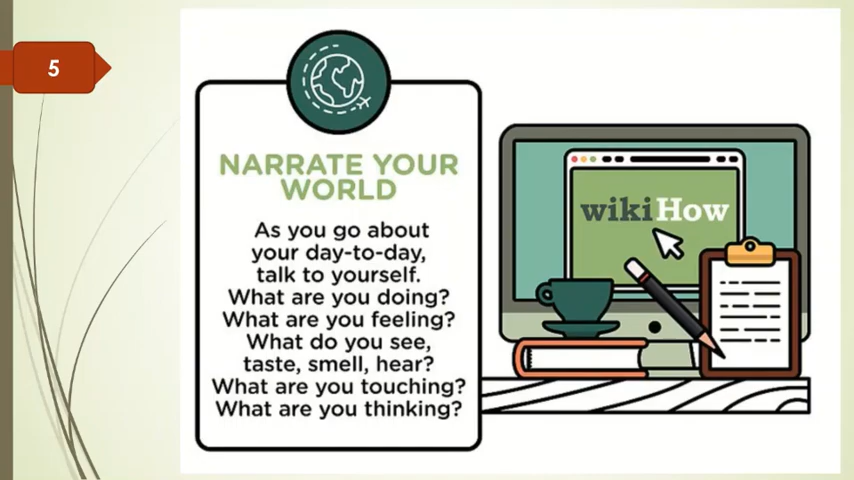 5
NARRATE YOUR
WORLD
As you go about
your day-to-day,
talk to yourself.
What are you doing?
What are you feeling?
What do you see,
taste, smell, hear?
What are you touching?
What are you thinking?
wikiHow